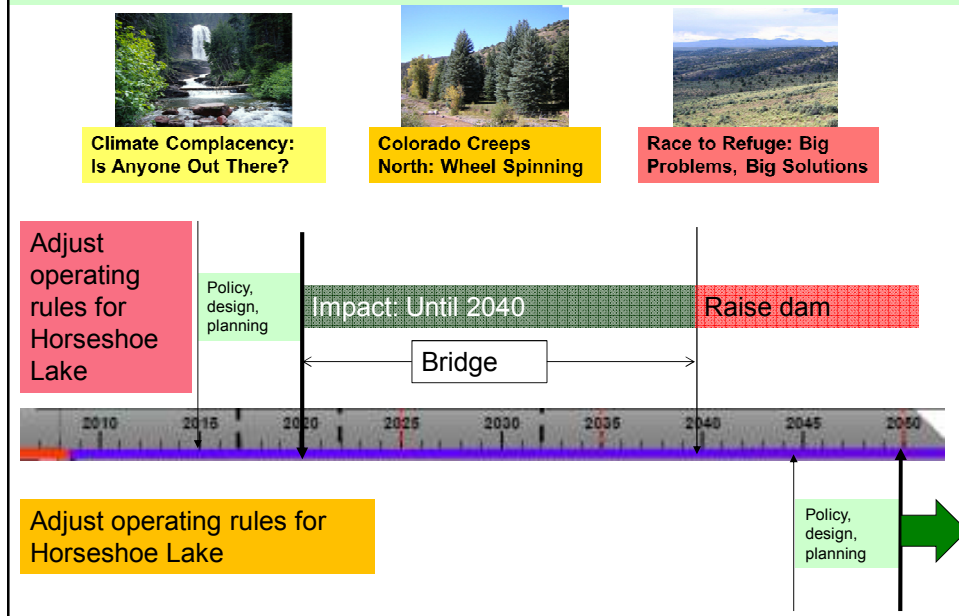 Climate Complacency:
Is Anyone Out There?
Colorado Creeps
North: Wheel Spinning
Race to Refuge: Big
Problems, Big Solutions
Adjust
operating
rules for
Horseshoe
Lake
Policy,
design,
planning
Impact: Until 2040
Raise dam
Bridge
2010 2015 2020 2025 2030 2035 2040 2045 2050
Adjust operating rules for
Horseshoe Lake
Policy,
design,
planning